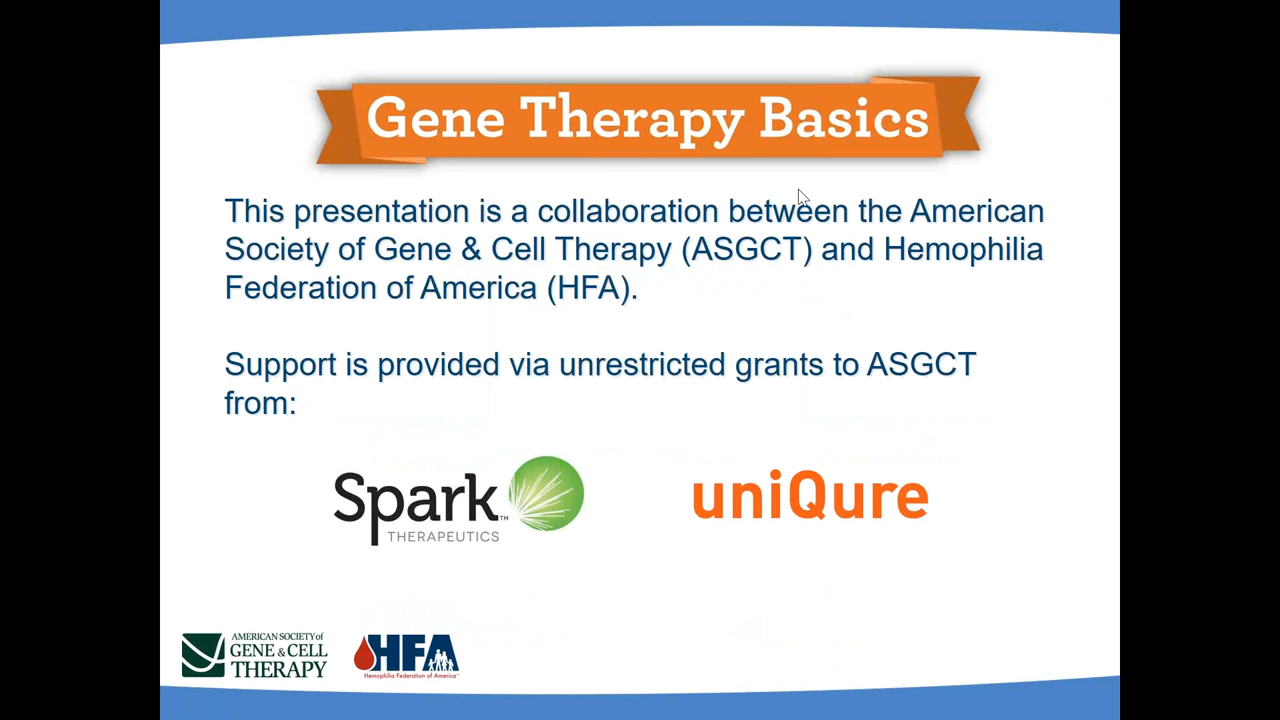 Gene Therapy Basics
This presentation is a collaboration between the American
Society of Gene & Cell Therapy (ASGCT) and Hemophilia
Federation of America (HFA).
Support is provided via unrestricted grants to ASGCT
from:
Spark™
THERAPEUTICS
uniQure
AMERICAN SOCIETY of
GENE & CELL
THERAPY
HFA
Hemophilia Federation of America™